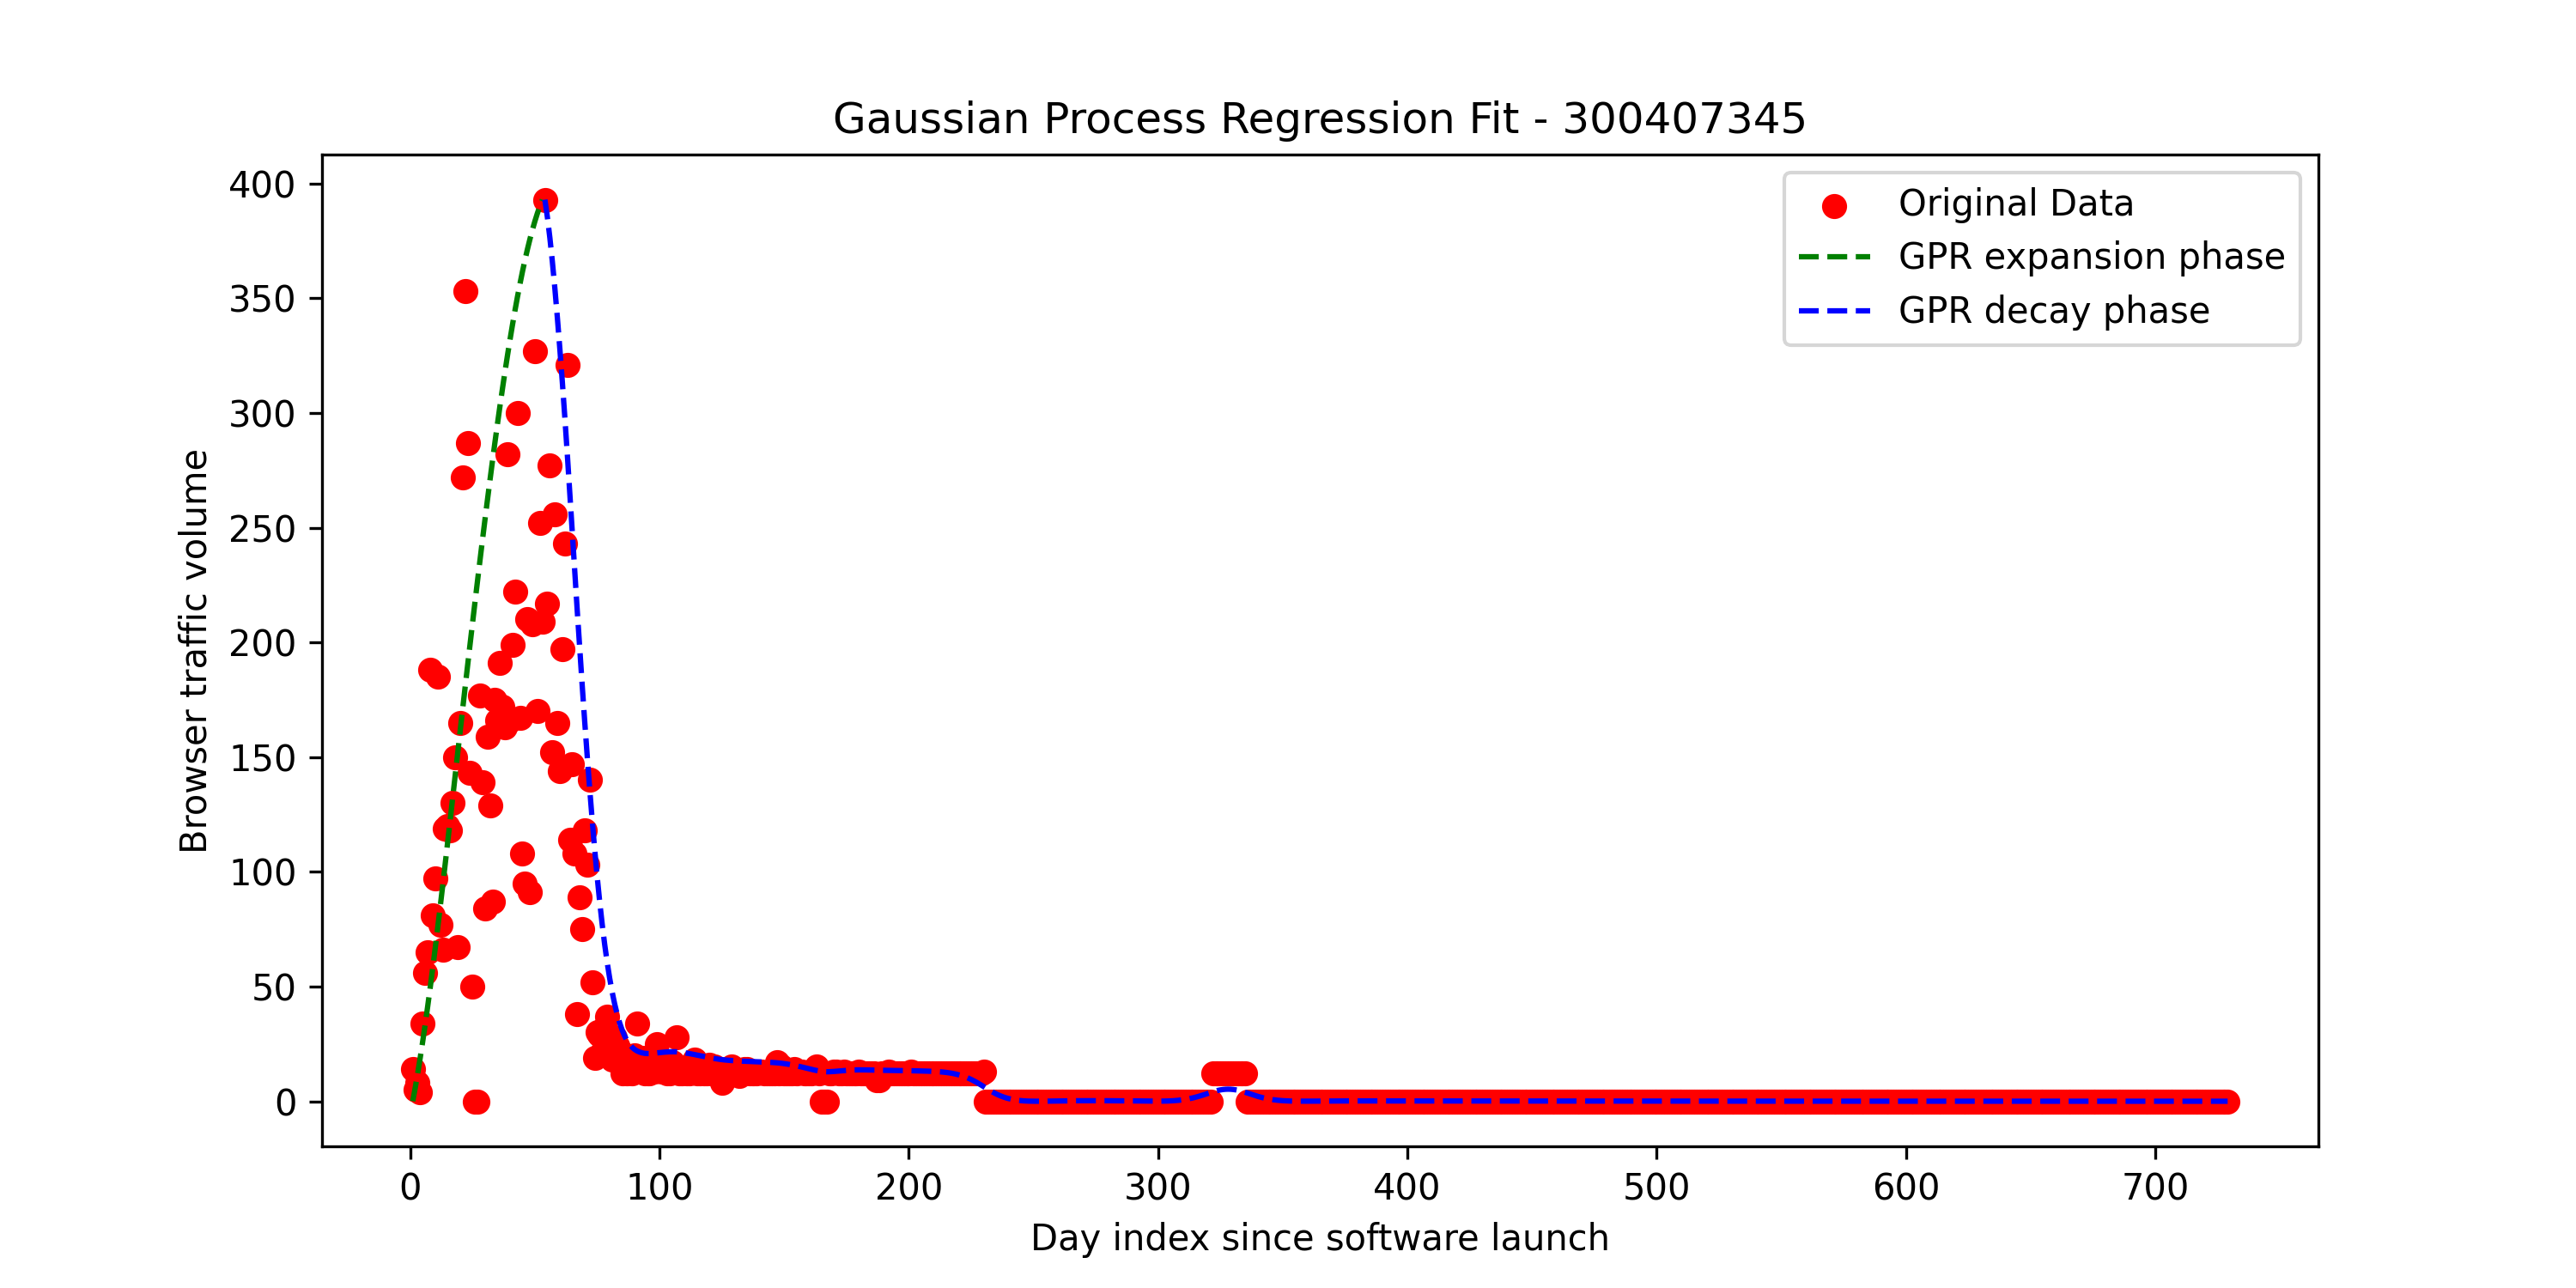 Gaussian Process Regression Fit - 300407345
Original Data
GPR expansion phase
GPR decay phase
Browser traffic volume
400
350
300
250
200
150
100
50
0
0 100 200 300 400 500 600 700
Day index since software launch